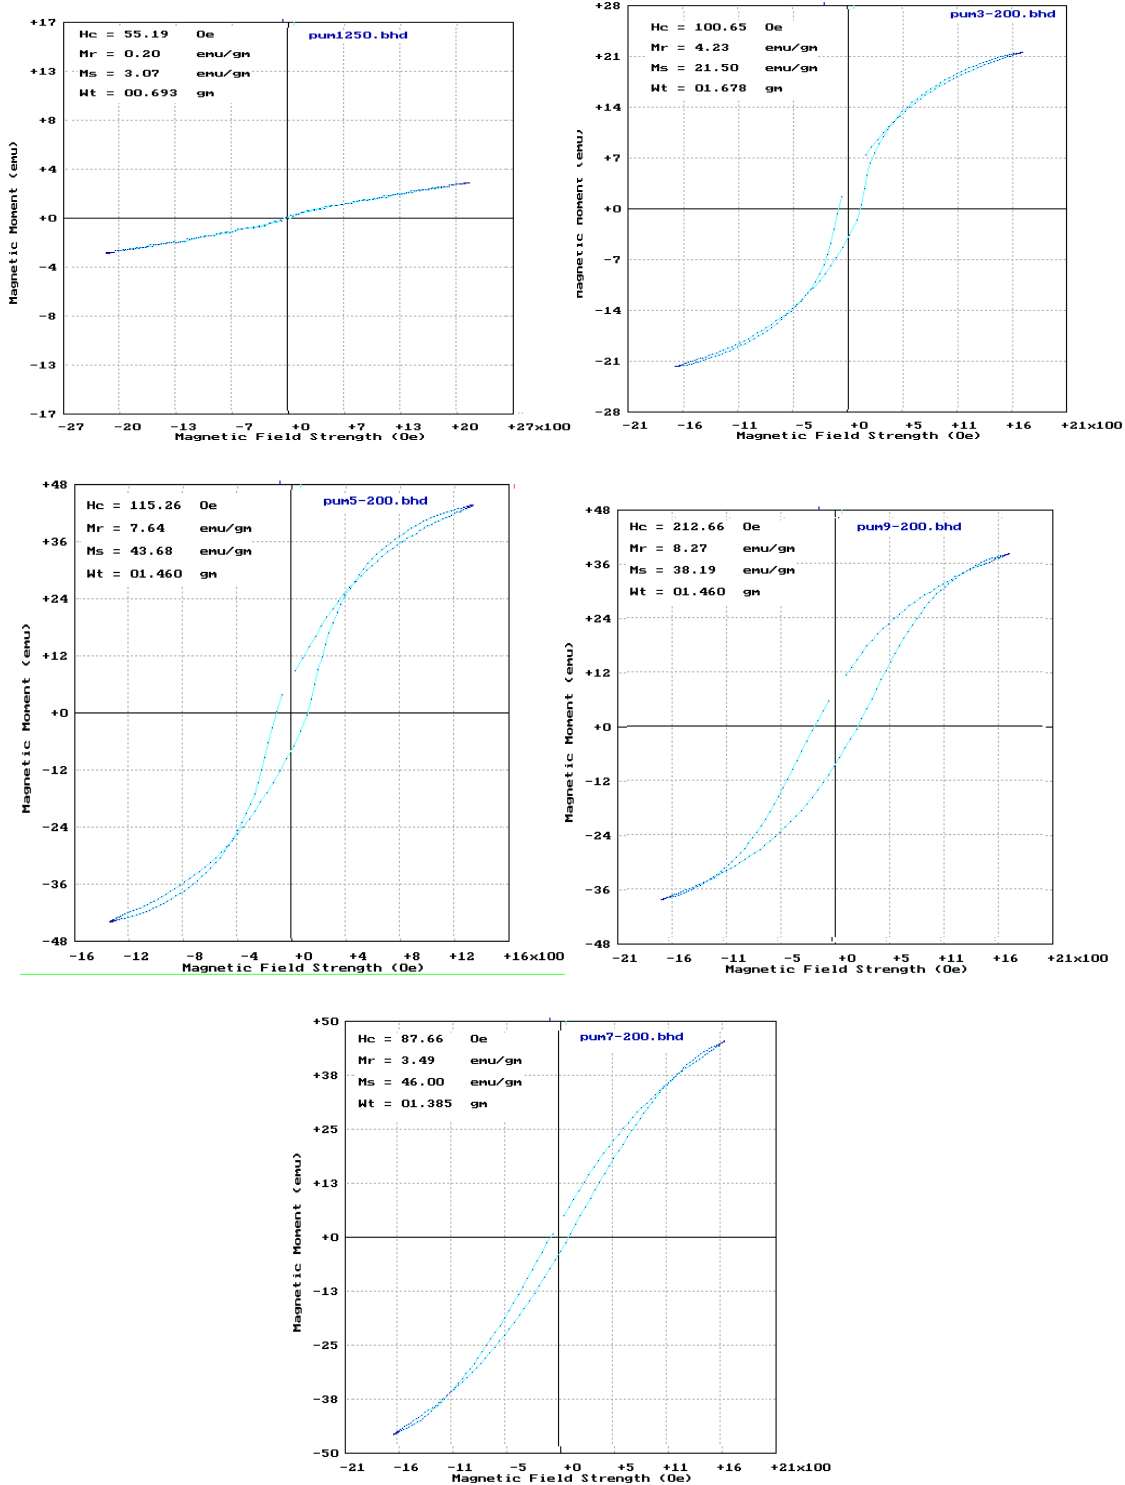 pum1250.bhd
Hc = 55.19 Oe
Mr = 0.20 emu/gm
Ms = 3.07 emu/gm
Wt = 00.693 gm
Magnetic Moment (emu)
+17
+13
+8
+4
+0
-4
-8
-13
-17
-27 -20 -13 -7 +0 +7 +13 +20 +27x100
Magnetic Field Strength (Oe)
pum3-200.bhd
Hc = 100.65 Oe
Mr = 4.23 emu/gm
Ms = 21.50 emu/gm
Wt = 01.678 gm
Magnetic Moment (emu)
+28
+21
+14
+7
+0
-7
-14
-21
-28
-21 -16 -11 -5 +0 +5 +11 +16 +21x100
Magnetic Field Strength (Oe)
pum5-200.bhd
Hc = 115.26 Oe
Mr = 7.64 emu/gm
Ms = 43.68 emu/gm
Wt = 01.460 gm
Magnetic Moment (emu)
+48
+36
+24
+12
+0
-12
-24
-36
-48
-16 -12 -8 -4 +0 +4 +8 +12 +16x100
Magnetic Field Strength (Oe)
pum9-200.bhd
Hc = 212.66 Oe
Mr = 8.27 emu/gm
Ms = 38.19 emu/gm
Wt = 01.460 gm
Magnetic Moment (emu)
+48
+36
+24
+12
+0
-12
-24
-36
-48
-21 -16 -11 -5 +0 +5 +11 +16 +21x100
Magnetic Field Strength (Oe)
pum7-200.bhd
Hc = 87.66 Oe
Mr = 3.49 emu/gm
Ms = 46.00 emu/gm
Wt = 01.385 gm
Magnetic Moment (emu)
+50
+38
+25
+13
+0
-13
-25
-38
-50
-21 -16 -11 -5 +0 +5 +11 +16 +21x100
Magnetic Field Strength (Oe)